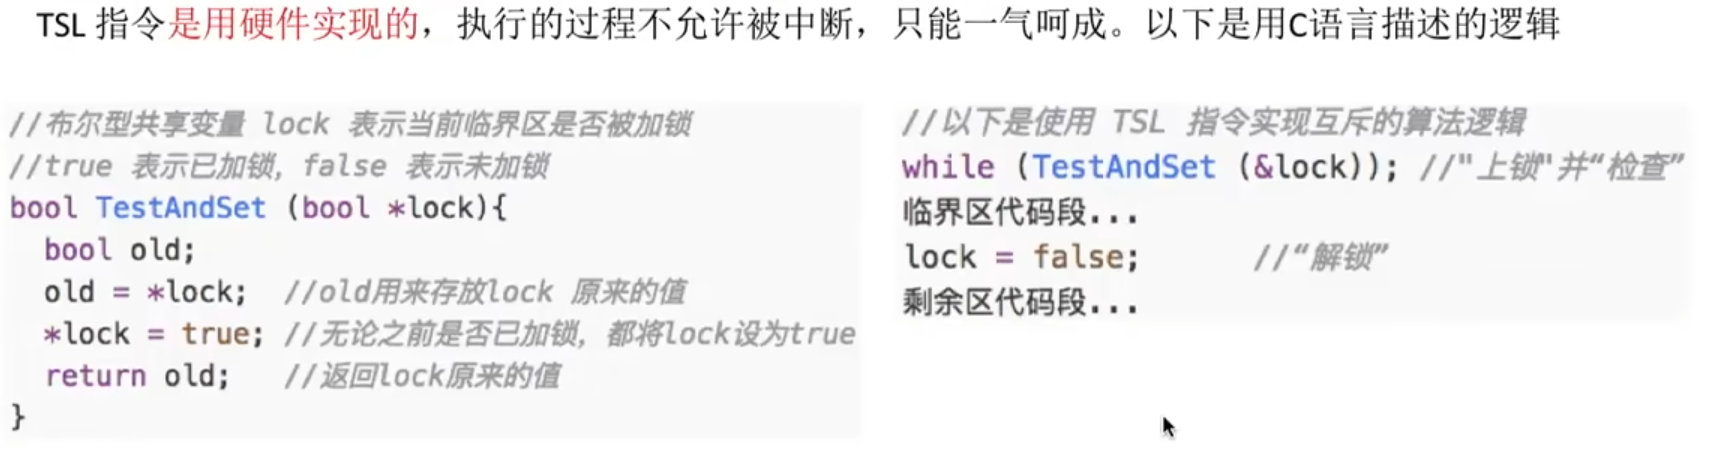 TSL 指令是用硬件实现的，执行的过程不允许被中断，只能一气呵成。以下是用C语言描述的逻辑
//布尔型共享变量 lock 表示当前临界区是否被加锁
//true 表示已加锁，false 表示未加锁
bool TestAndSet (bool *lock){
  bool old;
  old = *lock;  //old用来存放lock 原来的值
  *lock = true; //无论之前是否已加锁，都将lock设为true
  return old;   //返回lock原来的值
}
//以下是使用 TSL 指令实现互斥的算法逻辑
while (TestAndSet (&lock)); //"上锁"并“检查”
临界区代码段...
lock = false;      //“解锁”
剩余区代码段...